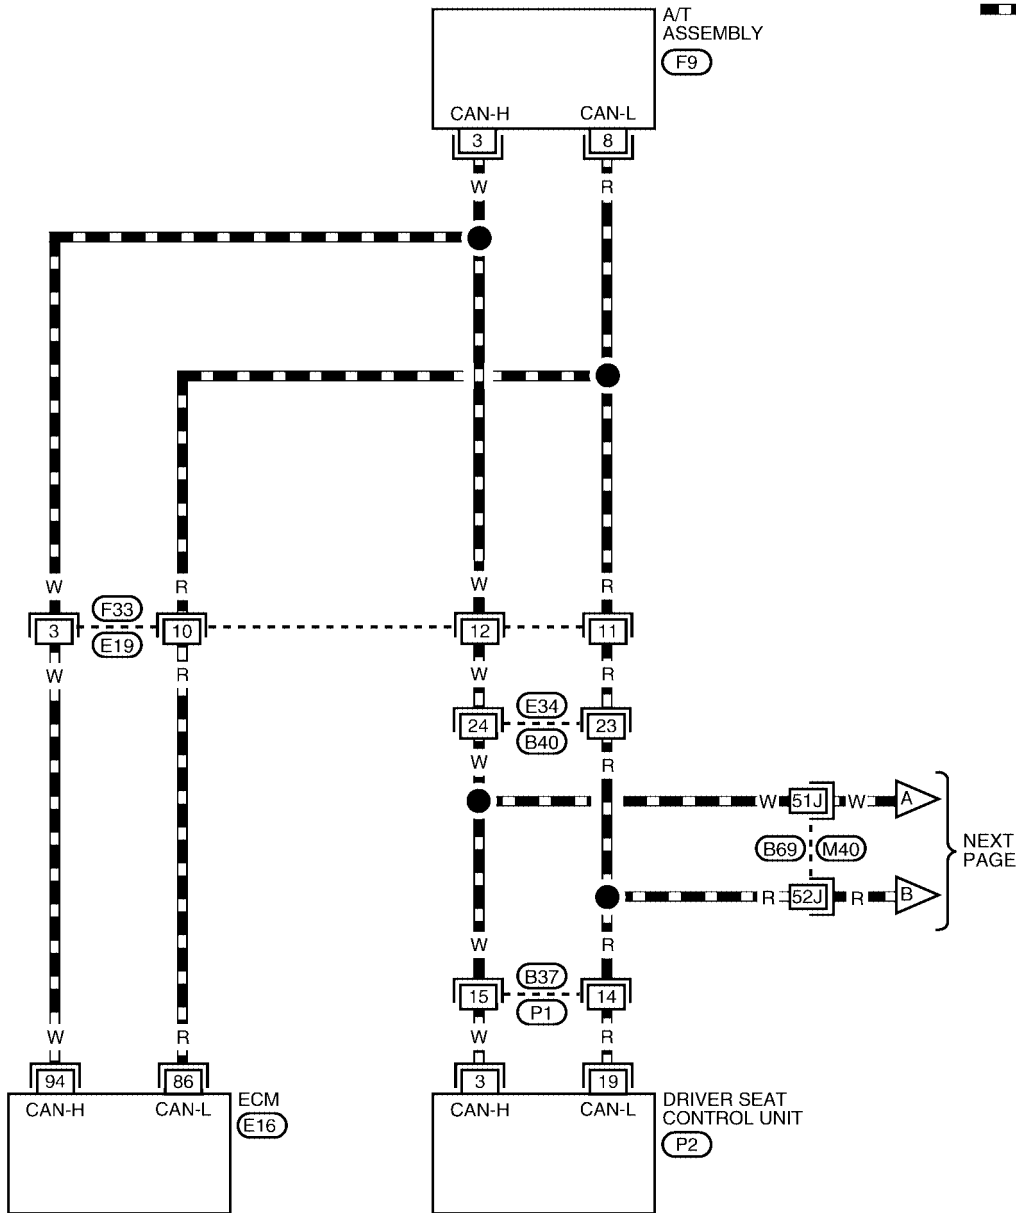 A/T
ASSEMBLY
F9
CAN-H CAN-L
3 8
W R
W R W R
F33
3 10 12 11
E19
W R W R
E34
24 23
B40
W R
W 51J W A
B69 M40
NEXT
PAGE
R 52J R B
W R
B37
15 14
P1
W R W R
94 86 3 19
ECM
E16
CAN-H CAN-L CAN-H CAN-L
DRIVER SEAT
CONTROL UNIT
P2